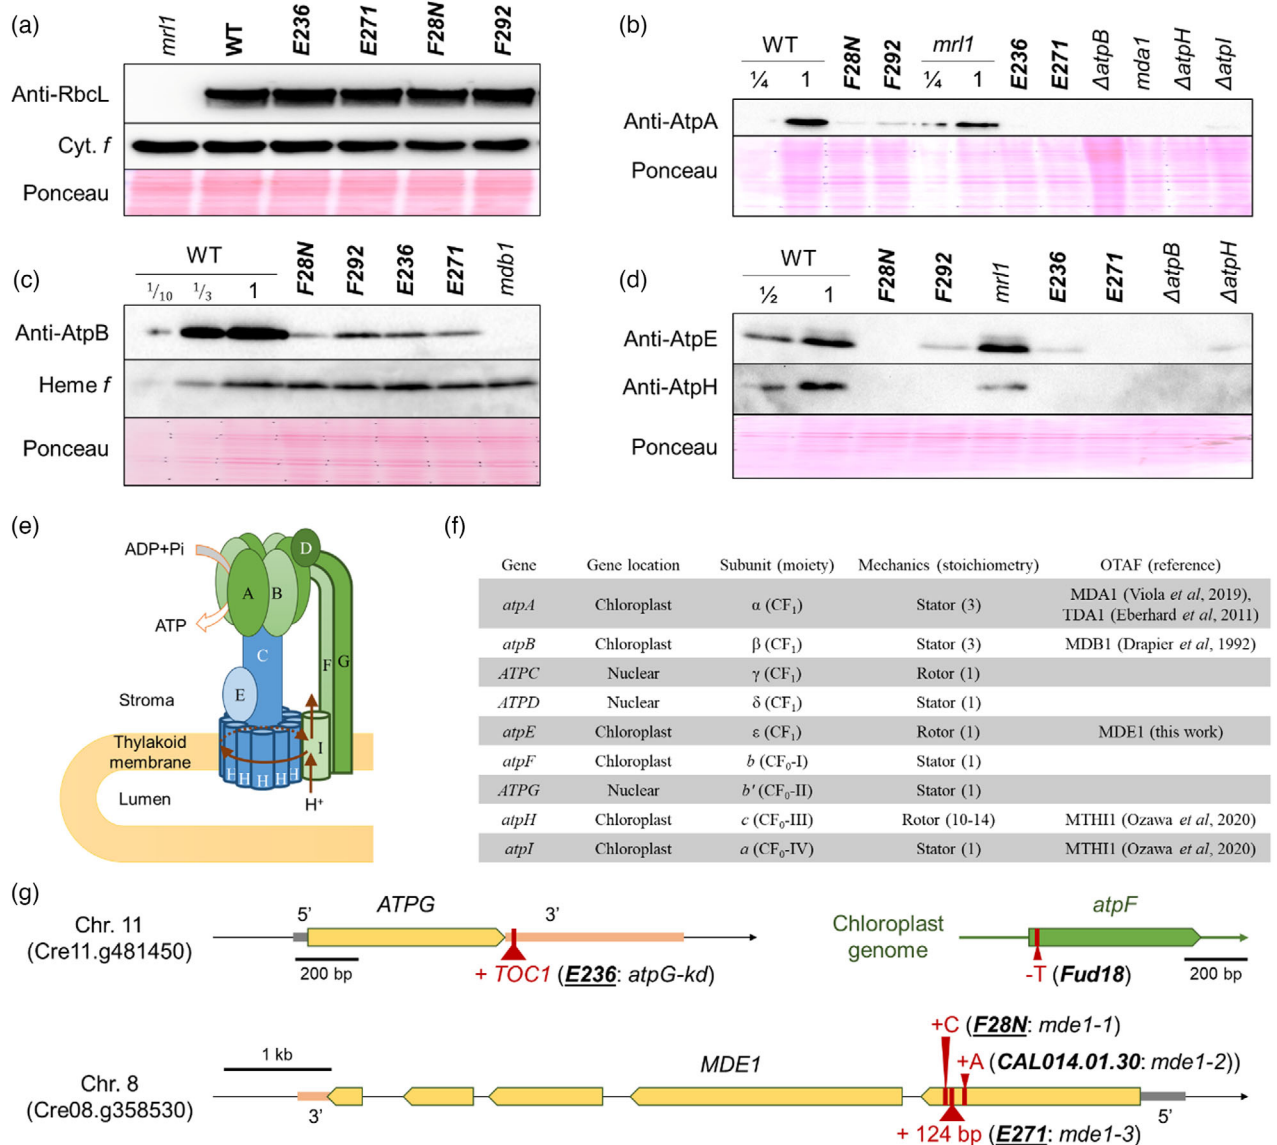 (a)
mrl1 WT E236 E271 F28N F292
Anti-RbcL
Cyt. f
Ponceau
(b)
WT mrl1
¼ 1 F28N F292 ¼ 1 E236 E271 ΔatpB mda1 ΔatpH ΔatpI
Anti-AtpA
Ponceau
(c)
WT
1/10 1/3 1 F28N F292 E236 E271 mdb1
Anti-AtpB
Heme f
Ponceau
(d)
WT
½ 1 F28N F292 mrl1 E236 E271 ΔatpB ΔatpH
Anti-AtpE
Anti-AtpH
Ponceau
(e)
ADP+Pi
ATP
D
A B
C
F G
E
Stroma
Thylakoid
membrane
I
H H H H H
Lumen
H+
(f)
Gene Gene location Subunit (moiety) Mechanics (stoichiometry) OTAF (reference)
atpA Chloroplast α (CF1) Stator (3) MDA1 (Viola et al, 2019),
TDA1 (Eberhard et al, 2011)
atpB Chloroplast β (CF1) Stator (3) MDB1 (Drapier et al, 1992)
ATPC Nuclear γ (CF1) Rotor (1)
ATPD Nuclear δ (CF1) Stator (1)
atpE Chloroplast ε (CF1) Rotor (1) MDE1 (this work)
atpF Chloroplast b (CF0-I) Stator (1)
ATPG Nuclear b' (CF0-II) Stator (1)
atpH Chloroplast c (CF0-III) Rotor (10-14) MTHI1 (Ozawa et al, 2020)
atpI Chloroplast a (CF0-IV) Stator (1) MTHI1 (Ozawa et al, 2020)
(g)
Chr. 11
(Cre11.g481450)
5' ATPG 3'
200 bp
+ TOC1 (E236: atpG-kd)
Chloroplast
genome
atpF
-T (Fud18)
200 bp
Chr. 8
(Cre08.g358530)
1 kb
MDE1
3'
5'
+C (F28N: mde1-1)
+A (CAL014.01.30: mde1-2))
+ 124 bp (E271: mde1-3)